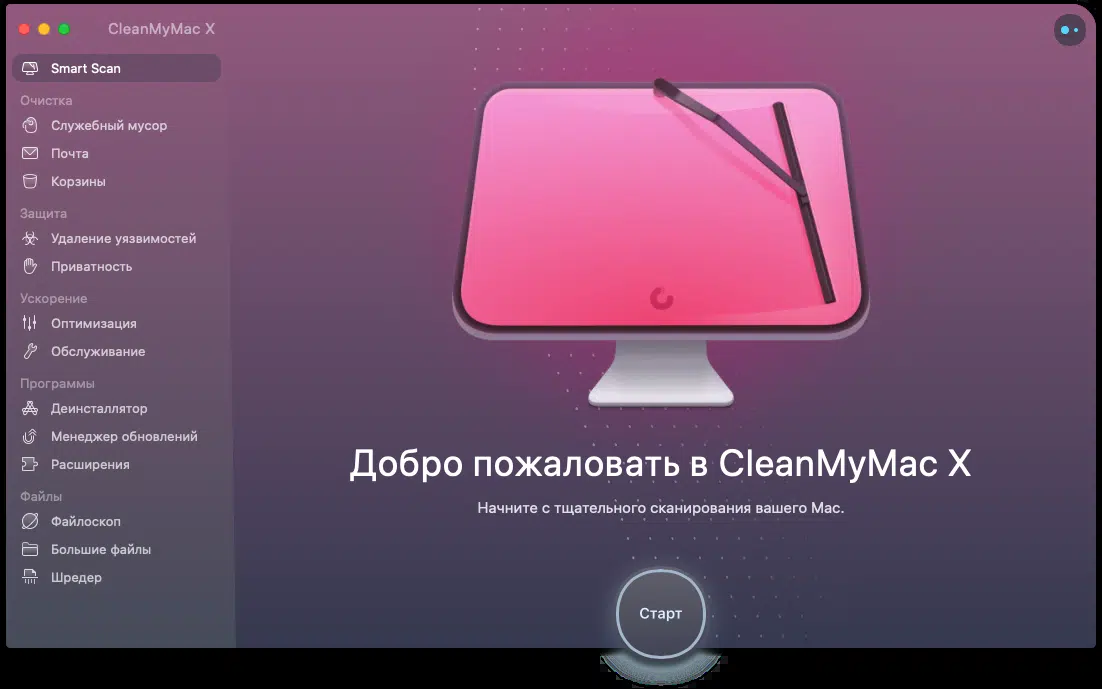 CleanMyMac X
Smart Scan
Очистка
Служебный мусор
Почта
Корзины
Защита
Удаление уязвимостей
Приватность
Ускорение
Оптимизация
Обслуживание
Программы
Деинсталлятор
Менеджер обновлений
Расширения
Файлы
Файлоскоп
Большие файлы
Шредер
Добро пожаловать в CleanMyMac X
Начните с тщательного сканирования вашего Mac.
Старт